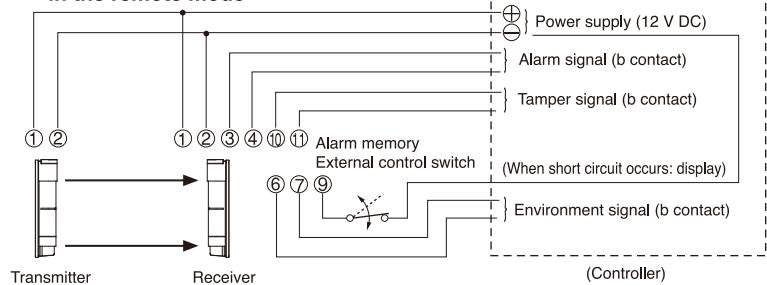 in the remote mode
⊕
⊖
Power supply (12 V DC)
Alarm signal (b contact)
Tamper signal (b contact)
① ② ① ② ③ ④ ⑩ ⑪
Alarm memory
External control switch
⑥ ⑦ ⑨
(When short circuit occurs: display)
Environment signal (b contact)
Transmitter
Receiver
(Controller)